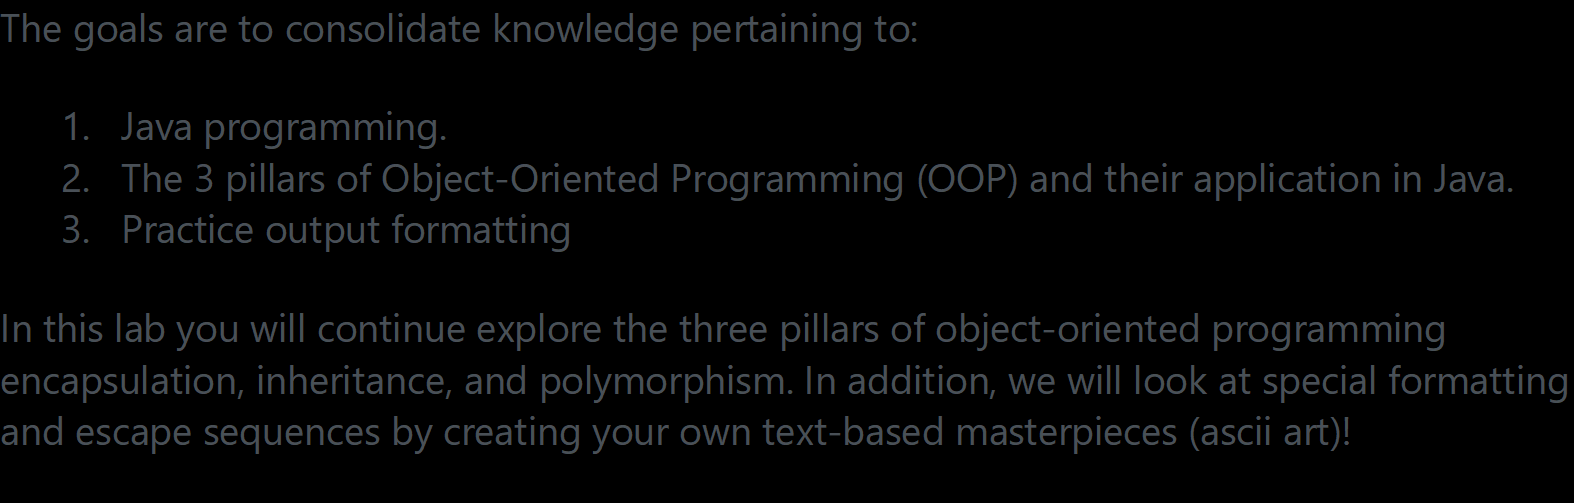 The goals are to consolidate knowledge pertaining to:
1. Java programming.
2. The 3 pillars of Object-Oriented Programming (OOP) and their application in Java.
3. Practice output formatting
In this lab you will continue explore the three pillars of object-oriented programming
encapsulation, inheritance, and polymorphism. In addition, we will look at special formatting
and escape sequences by creating your own text-based masterpieces (ascii art)!